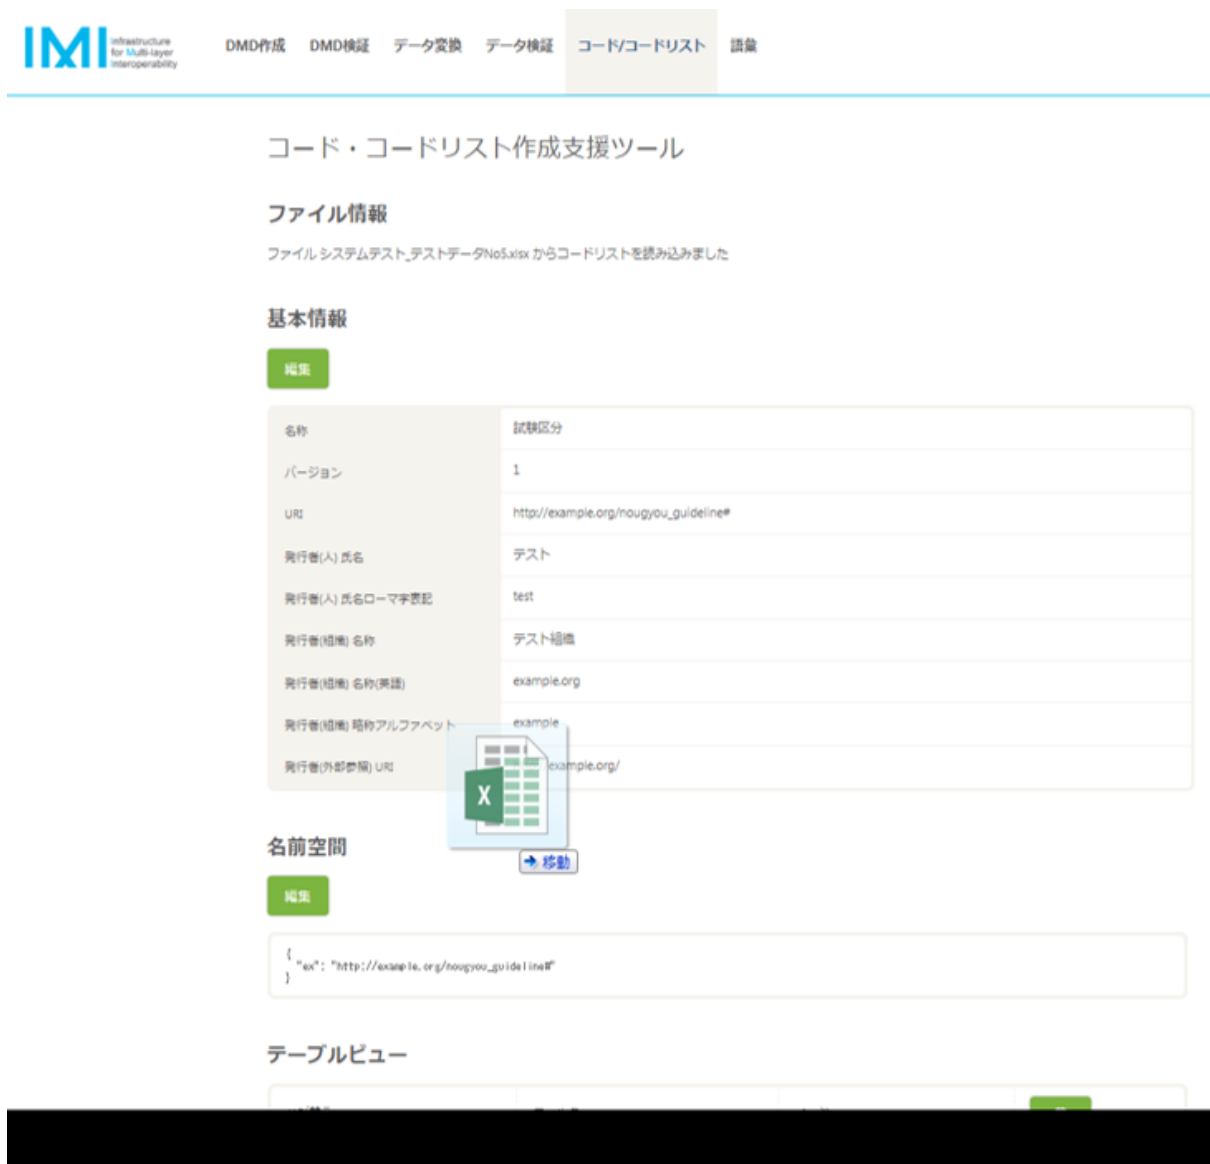 IMI
Infrastructure
for Multi-layer
Interoperability
DMD作成 DMD検証 データ変換 データ検証 コード/コードリスト 語彙
コード・コードリスト作成支援ツール
ファイル情報
ファイル システムテスト_テストデータNo5.xlsx からコードリストを読み込みました
基本情報
編集
名称 試験区分
バージョン 1
URI http://example.org/nougyou_guideline#
発行者(人) 氏名 テスト
発行者(人) 氏名ローマ字表記 test
発行者(組織) 名称 テスト組織
発行者(組織) 名称(英語) example.org
発行者(組織) 略称アルファベット example
発行者(外部参照) URI example.org/
X
移動
名前空間
編集
{
"ex": "http://example.org/nougyou_guideline#"
}
テーブルビュー